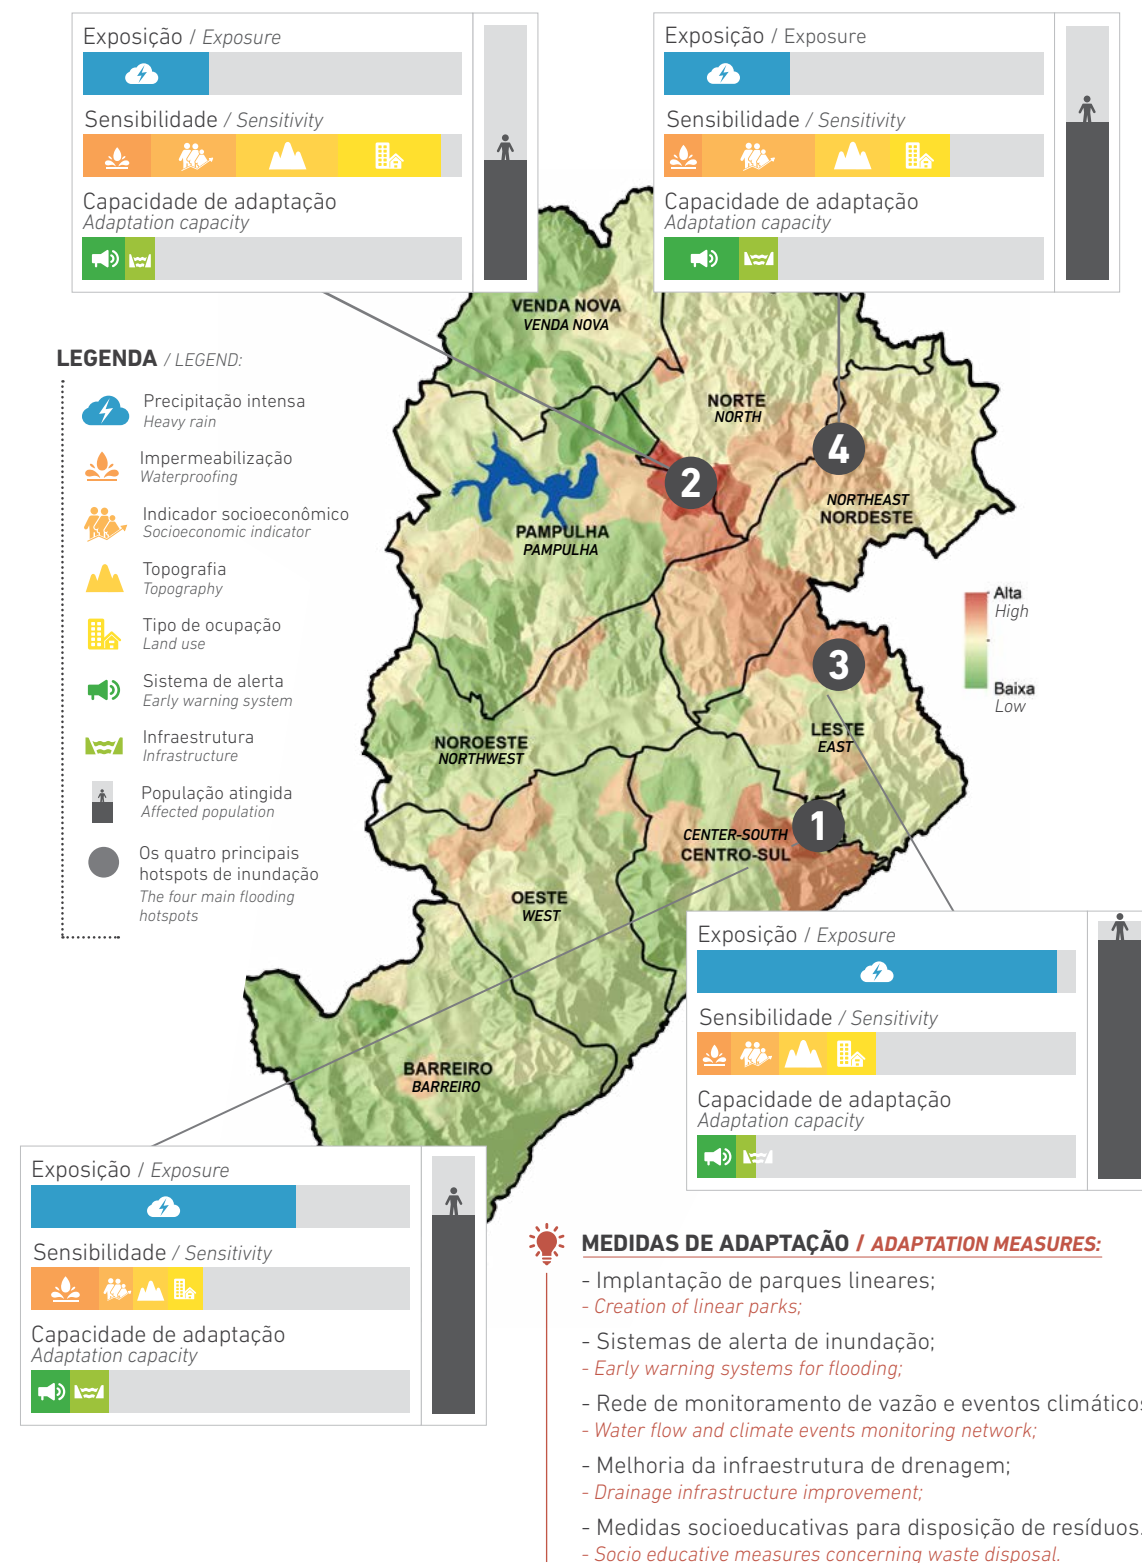 Exposição / Exposure
Sensibilidade / Sensitivity
Capacidade de adaptação
Adaptation capacity
Exposição / Exposure
Sensibilidade / Sensitivity
Capacidade de adaptação
Adaptation capacity
LEGENDA / LEGEND:
Precipitação intensa
Heavy rain
Impermeabilização
Waterproofing
Indicador socioeconômico
Socioeconomic indicator
Topografia
Topography
Tipo de ocupação
Land use
Sistema de alerta
Early warning system
Infraestrutura
Infrastructure
População atingida
Affected population
Os quatro principais
hotspots de inundação
The four main flooding
hotspots
VENDA NOVA
VENDA NOVA
NORTE
NORTH
4
2
NORTHEAST
NORDESTE
PAMPULHA
PAMPULHA
Alta
High
Baixa
Low
3
LESTE
EAST
NOROESTE
NORTHWEST
1
CENTER-SOUTH
CENTRO-SUL
OESTE
WEST
BARREIRO
BARREIRO
Exposição / Exposure
Sensibilidade / Sensitivity
Capacidade de adaptação
Adaptation capacity
Exposição / Exposure
Sensibilidade / Sensitivity
Capacidade de adaptação
Adaptation capacity
MEDIDAS DE ADAPTAÇÃO / ADAPTATION MEASURES:
- Implantação de parques lineares;
- Creation of linear parks;
- Sistemas de alerta de inundação;
- Early warning systems for flooding;
- Rede de monitoramento de vazão e eventos climáticos
- Water flow and climate events monitoring network;
- Melhoria da infraestrutura de drenagem;
- Drainage infrastructure improvement;
- Medidas socioeducativas para disposição de resíduos.
- Socio educative measures concerning waste disposal.